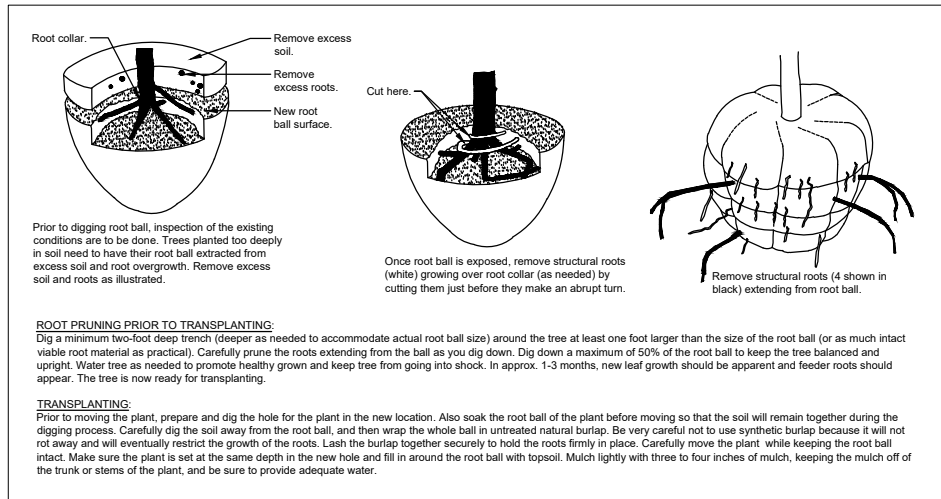 Root collar.
Remove excess
soil.
Remove
excess roots.
New root
ball surface.
Prior to digging root ball, inspection of the existing
conditions are to be done. Trees planted too deeply
in soil need to have their root ball extracted from
excess soil and root overgrowth. Remove excess
soil and roots as illustrated.
Cut here.
Once root ball is exposed, remove structural roots
(white) growing over root collar (as needed) by
cutting them just before they make an abrupt turn.
Remove structural roots (4 shown in
black) extending from root ball.
ROOT PRUNING PRIOR TO TRANSPLANTING:
Dig a minimum two-foot deep trench (deeper as needed to accommodate actual root ball size) around the tree at least one foot larger than the size of the root ball (or as much intact
viable root material as practical). Carefully prune the roots extending from the ball as you dig down. Dig down a maximum of 50% of the root ball to keep the tree balanced and
upright. Water tree as needed to promote healthy grown and keep tree from going into shock. In approx. 1-3 months, new leaf growth should be apparent and feeder roots should
appear. The tree is now ready for transplanting.
TRANSPLANTING:
Prior to moving the plant, prepare and dig the hole for the plant in the new location. Also soak the root ball of the plant before moving so that the soil will remain together during the
digging process. Carefully dig the soil away from the root ball, and then wrap the whole ball in untreated natural burlap. Be very careful not to use synthetic burlap because it will not
rot away and will eventually restrict the growth of the roots. Lash the burlap together securely to hold the roots firmly in place. Carefully move the plant while keeping the root ball
intact. Make sure the plant is set at the same depth in the new hole and fill in around the root ball with topsoil. Mulch lightly with three to four inches of mulch, keeping the mulch off of
the trunk or stems of the plant, and be sure to provide adequate water.